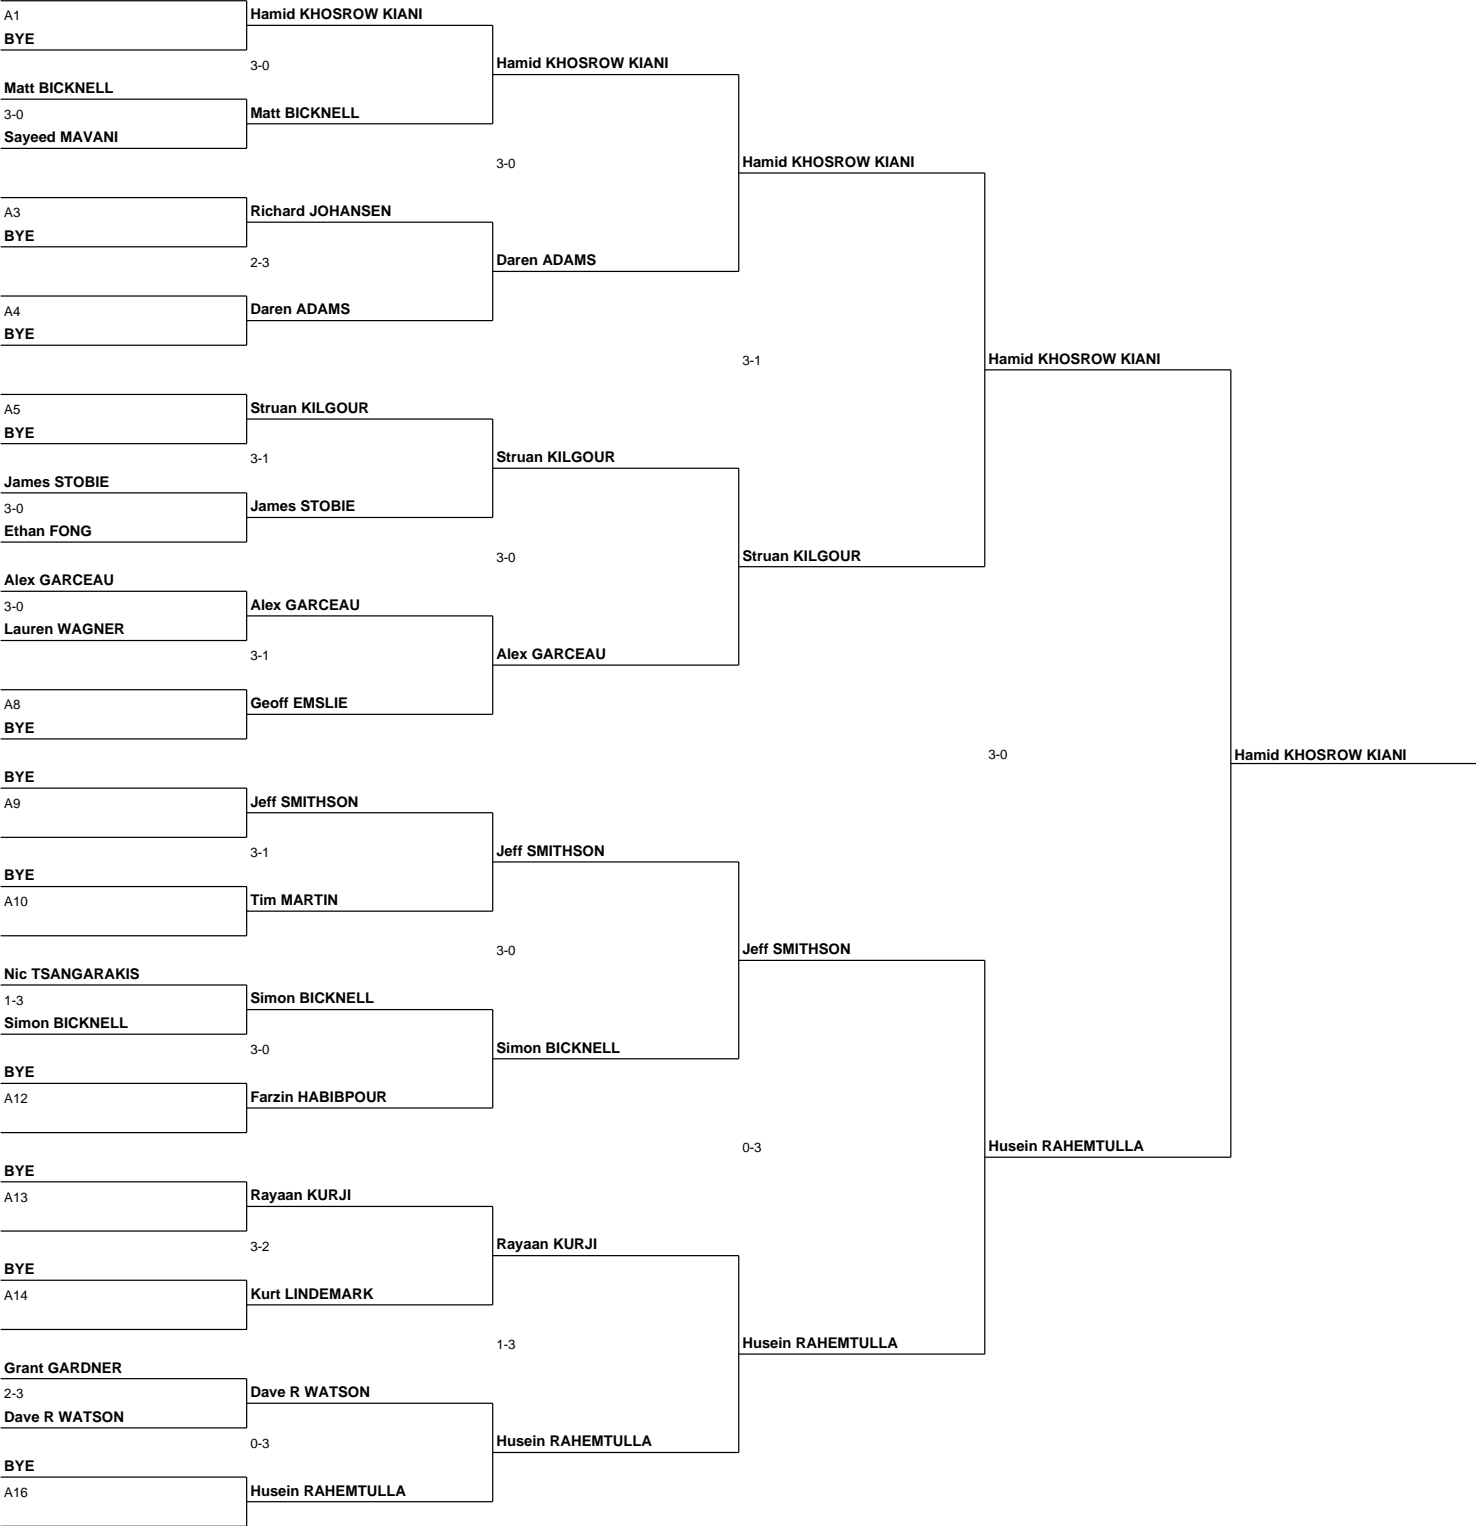 A1
BYE
Matt BICKNELL
3-0
Sayeed MAVANI
A3
BYE
A4
BYE
A5
BYE
James STOBIE
3-0
Ethan FONG
Alex GARCEAU
3-0
Lauren WAGNER
A8
BYE
BYE
A9
BYE
A10
Nic TSANGARAKIS
1-3
Simon BICKNELL
BYE
A12
BYE
A13
BYE
A14
Grant GARDNER
2-3
Dave R WATSON
BYE
A16
Hamid KHOSROW KIANI
3-0
Matt BICKNELL
Richard JOHANSEN
2-3
Daren ADAMS
Struan KILGOUR
3-1
James STOBIE
Alex GARCEAU
3-1
Geoff EMSLIE
Jeff SMITHSON
3-1
Tim MARTIN
Simon BICKNELL
3-0
Farzin HABIBPOUR
Rayaan KURJI
3-2
Kurt LINDEMARK
Dave R WATSON
0-3
Husein RAHEMTULLA
Hamid KHOSROW KIANI
3-0
Daren ADAMS
Struan KILGOUR
3-0
Alex GARCEAU
Jeff SMITHSON
3-0
Simon BICKNELL
Rayaan KURJI
1-3
Husein RAHEMTULLA
Hamid KHOSROW KIANI
3-1
Struan KILGOUR
Jeff SMITHSON
0-3
Husein RAHEMTULLA
Hamid KHOSROW KIANI
3-0
Husein RAHEMTULLA
Hamid KHOSROW KIANI